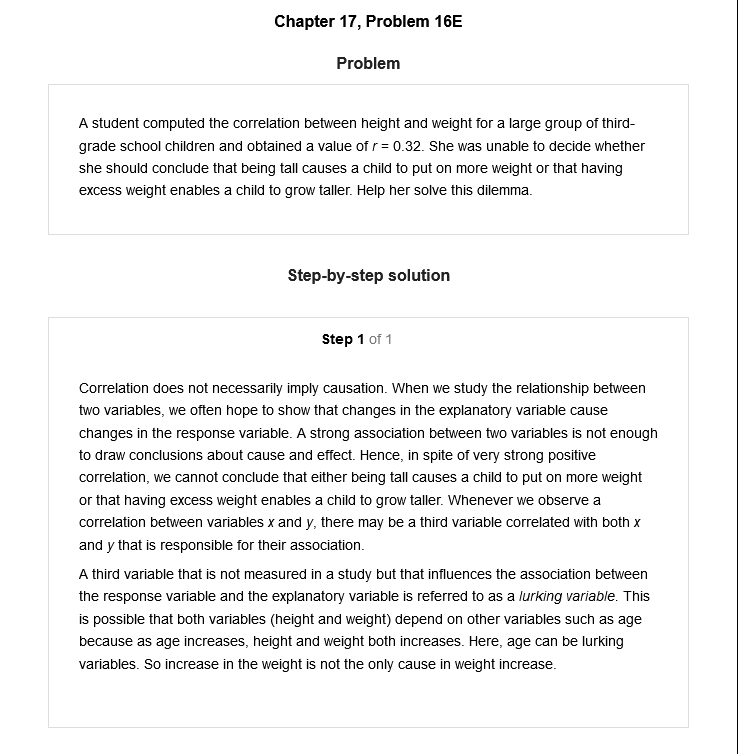 Chapter 17, Problem 16E
Problem
A student computed the correlation between height and weight for a large group of third-
grade school children and obtained a value of r = 0.32. She was unable to decide whether
she should conclude that being tall causes a child to put on more weight or that having
excess weight enables a child to grow taller. Help her solve this dilemma.
Step-by-step solution
Step 1 of 1
Correlation does not necessarily imply causation. When we study the relationship between
two variables, we often hope to show that changes in the explanatory variable cause
changes in the response variable. A strong association between two variables is not enough
to draw conclusions about cause and effect. Hence, in spite of very strong positive
correlation, we cannot conclude that either being tall causes a child to put on more weight
or that having excess weight enables a child to grow taller. Whenever we observe a
correlation between variables x and y, there may be a third variable correlated with both x
and y that is responsible for their association.
A third variable that is not measured in a study but that influences the association between
the response variable and the explanatory variable is referred to as a lurking variable. This
is possible that both variables (height and weight) depend on other variables such as age
because as age increases, height and weight both increases. Here, age can be lurking
variables. So increase in the weight is not the only cause in weight increase.